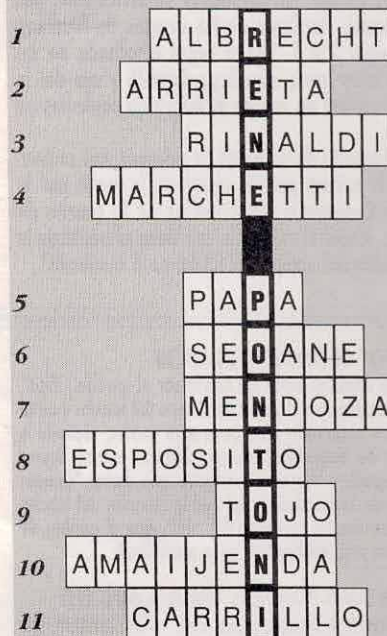 1 ALBRECHT
2 ARRIETA
3 RINALDI
4 MARCHETTI
5 PAPA
6 SEOANE
7 MENDOZA
8 ESPOSITO
9 TOJO
10 AMAIJENDA
11 CARRILLO